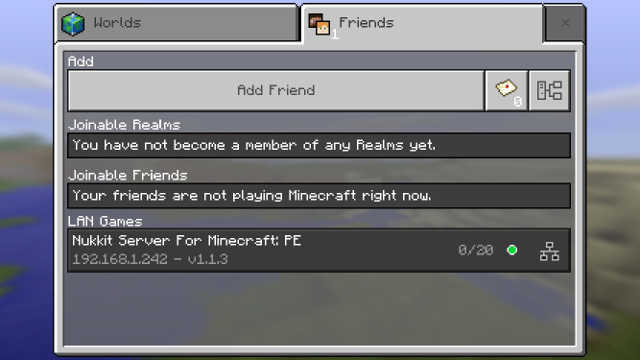 Worlds
Friends
1
×
Add
Add Friend
0
Joinable Realms
You have not become a member of any Realms yet.
Joinable Friends
Your friends are not playing Minecraft right now.
LAN Games
Nukkit Server For Minecraft: PE
0/20
192.168.1.242 - v1.1.3